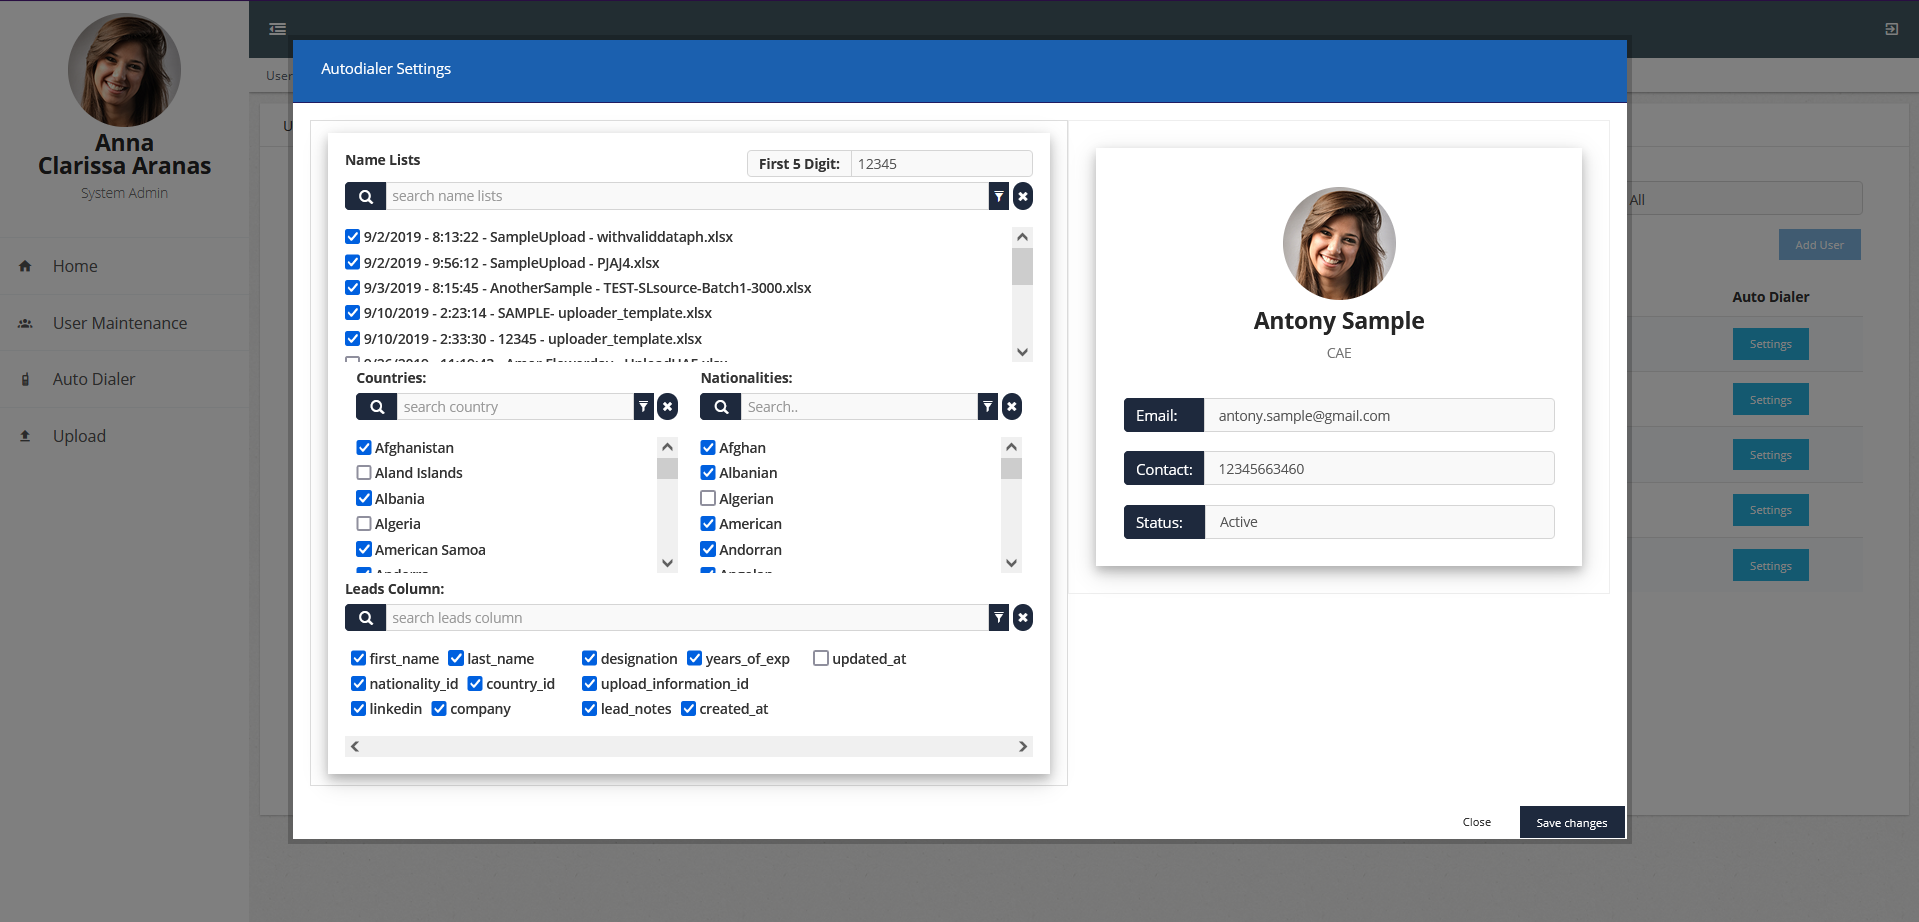 Anna
Clarissa Aranas
System Admin
Home
User Maintenance
Auto Dialer
Upload
User
U
Autodialer Settings
Name Lists
First 5 Digit: 12345
search name lists
9/2/2019 - 8:13:22 - SampleUpload - withvaliddataph.xlsx
9/2/2019 - 9:56:12 - SampleUpload - PJAJ4.xlsx
9/3/2019 - 8:15:45 - AnotherSample - TEST-SLsource-Batch1-3000.xlsx
9/10/2019 - 2:23:14 - SAMPLE- uploader_template.xlsx
9/10/2019 - 2:33:30 - 12345 - uploader_template.xlsx
Countries:
search country
Afghanistan
Aland Islands
Albania
Algeria
American Samoa
Andorra
Nationalities:
Search..
Afghan
Albanian
Algerian
American
Andorran
Angolan
Leads Column:
search leads column
first_name last_name designation years_of_exp updated_at
nationality_id country_id upload_information_id
linkedin company lead_notes created_at
Antony Sample
CAE
Email: antony.sample@gmail.com
Contact: 12345663460
Status: Active
Close Save changes
All
Add User
Auto Dialer
Settings
Settings
Settings
Settings
Settings